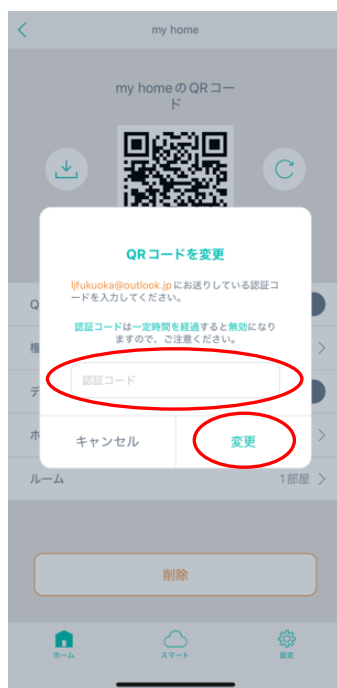 my home
my homeのQRコー
ド
QRコードを変更
ljfukuoka@outlook.jpにお送りしている認証コ
ードを入力してください。
認証コードは一定時間を経過すると無効になり
ますので、ご注意ください。
Q
権
デ
認証コード
ホ
キャンセル
変更
ルーム
1部屋
削除
ホーム
スマート
設定